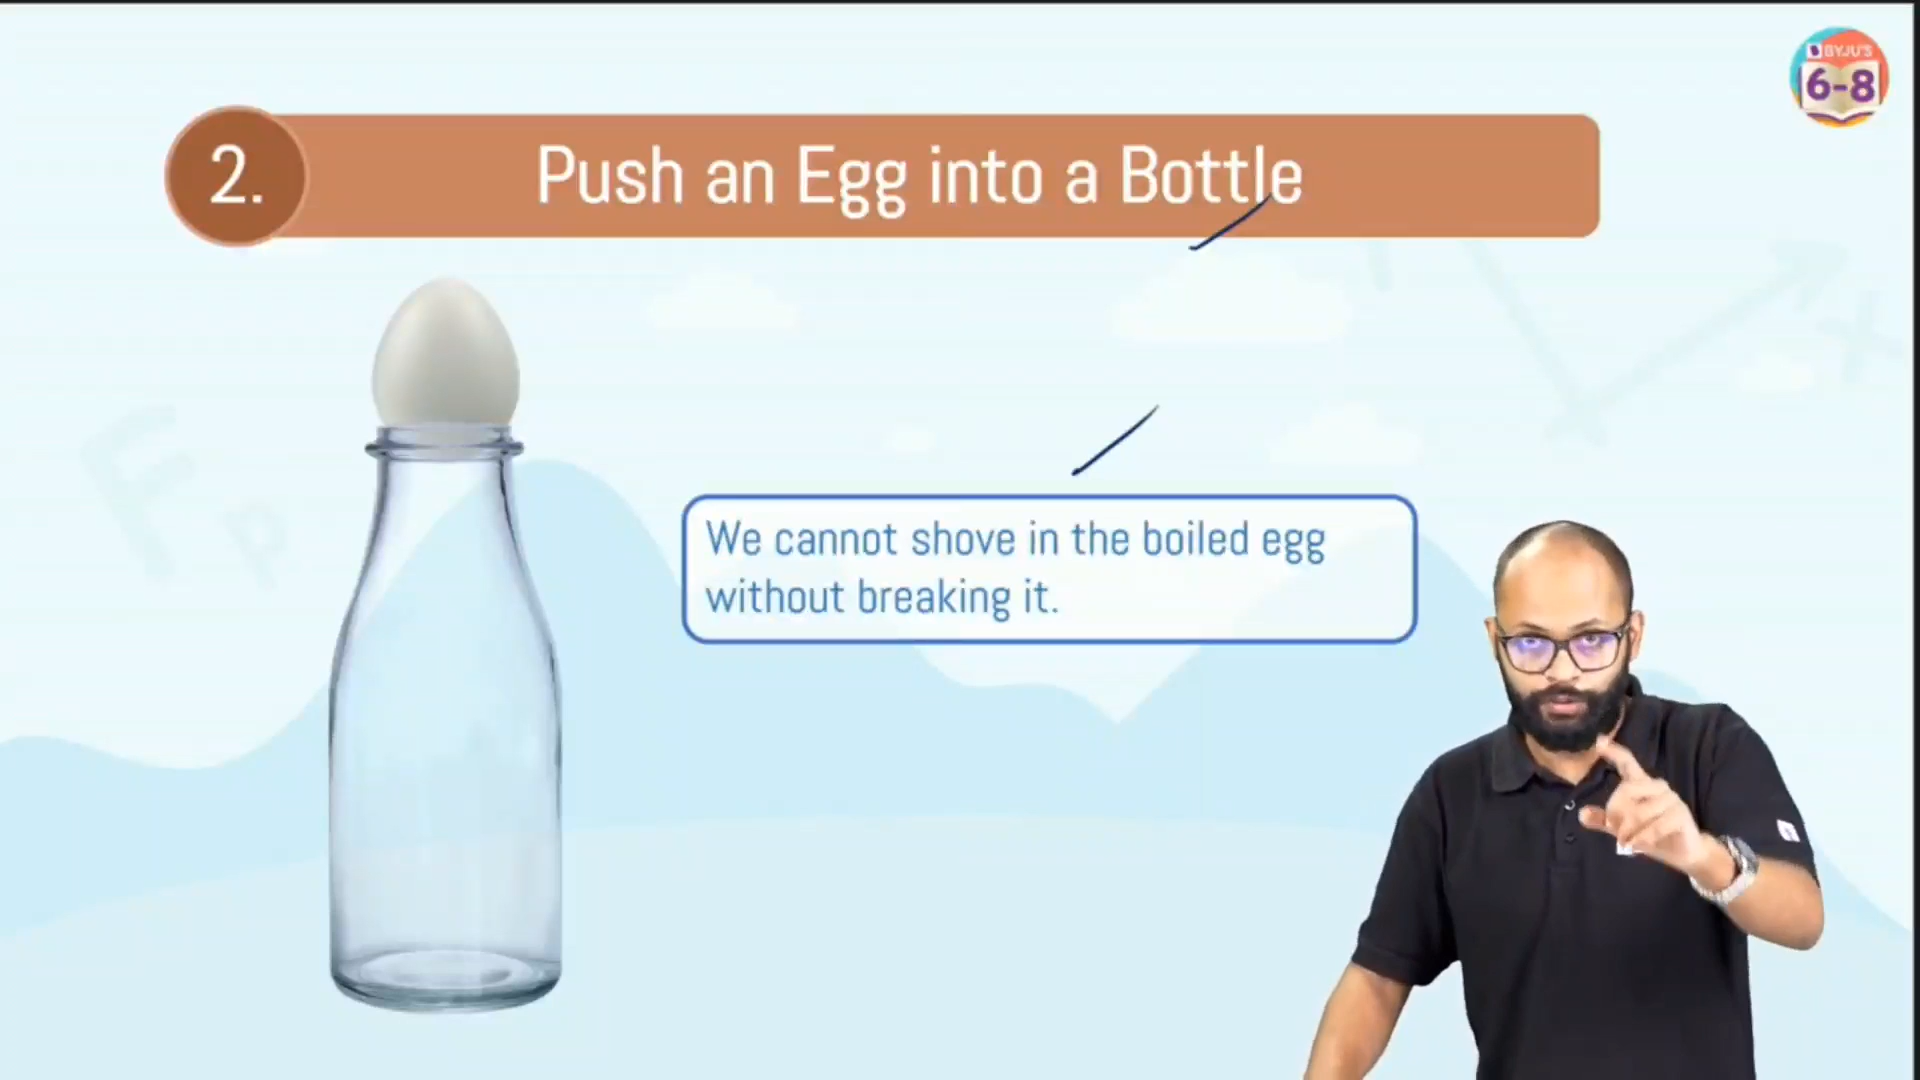 BYJU'S
6-8
2.
Push an Egg into a Bottle
F
p
x
We cannot shove in the boiled egg
without breaking it.